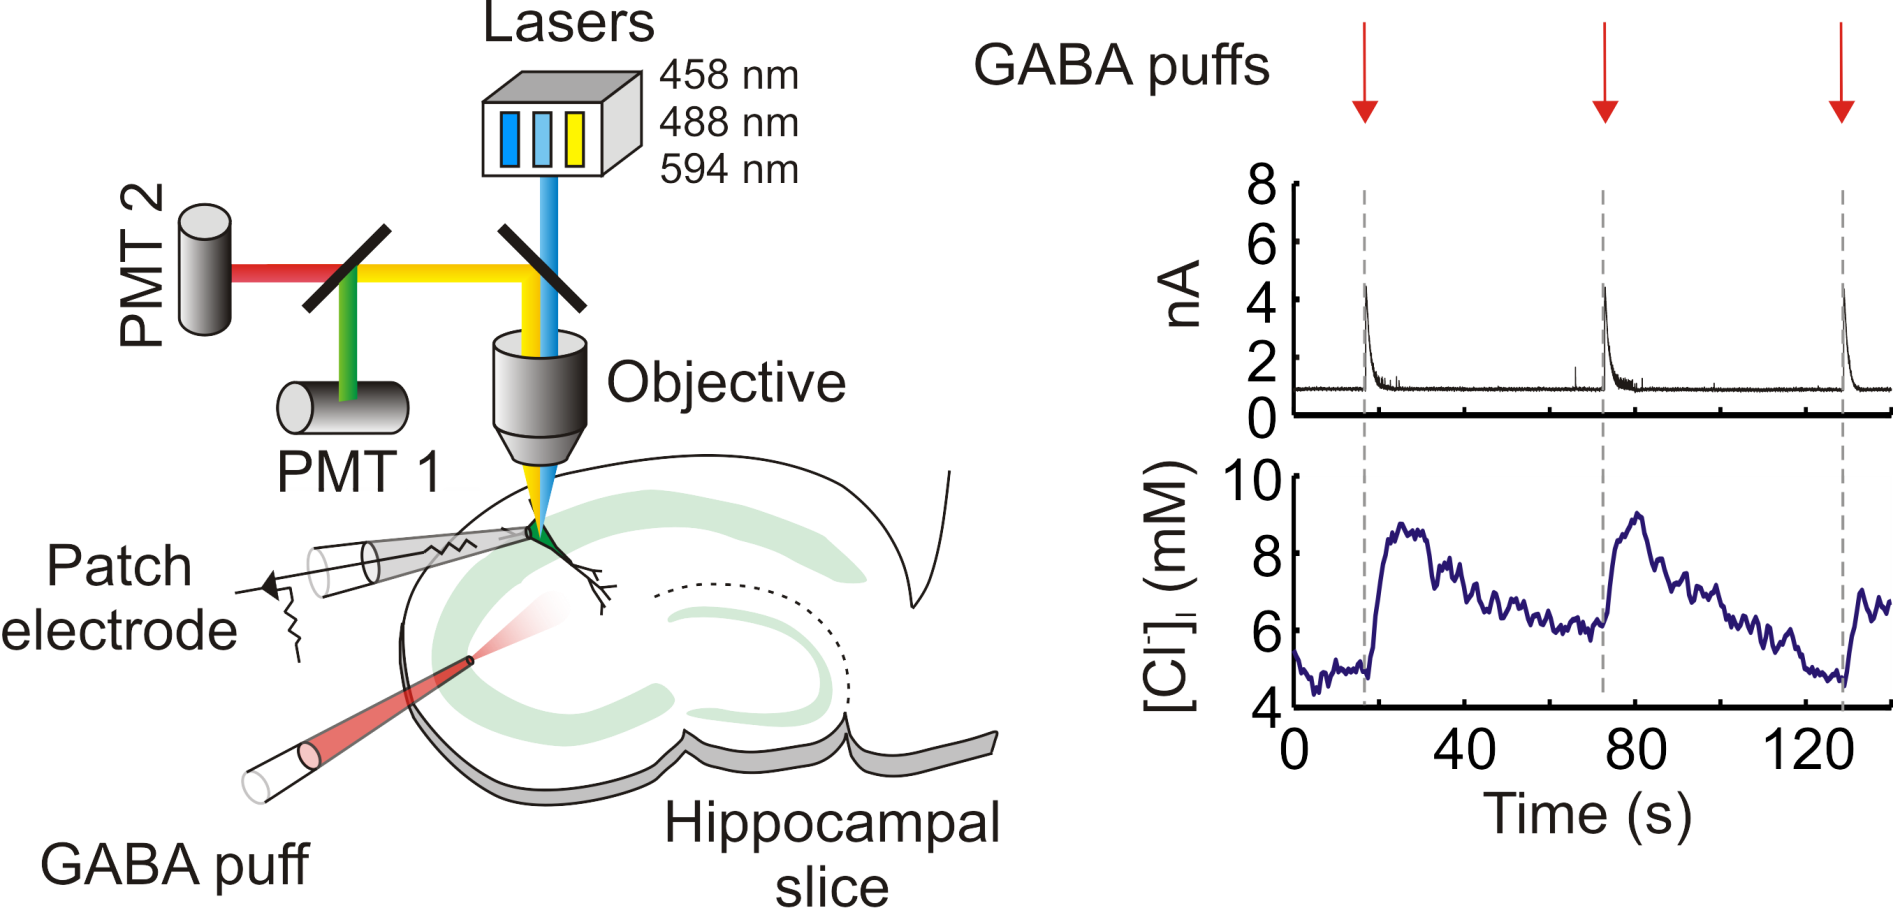 Lasers
458 nm
488 nm
594 nm
PMT 2
PMT 1
Objective
Patch
electrode
GABA puff
Hippocampal
slice
GABA puffs
nA
8
6
4
2
0
[Cl⁻]ᵢ (mM)
10
8
6
4
0 40 80 120
Time (s)